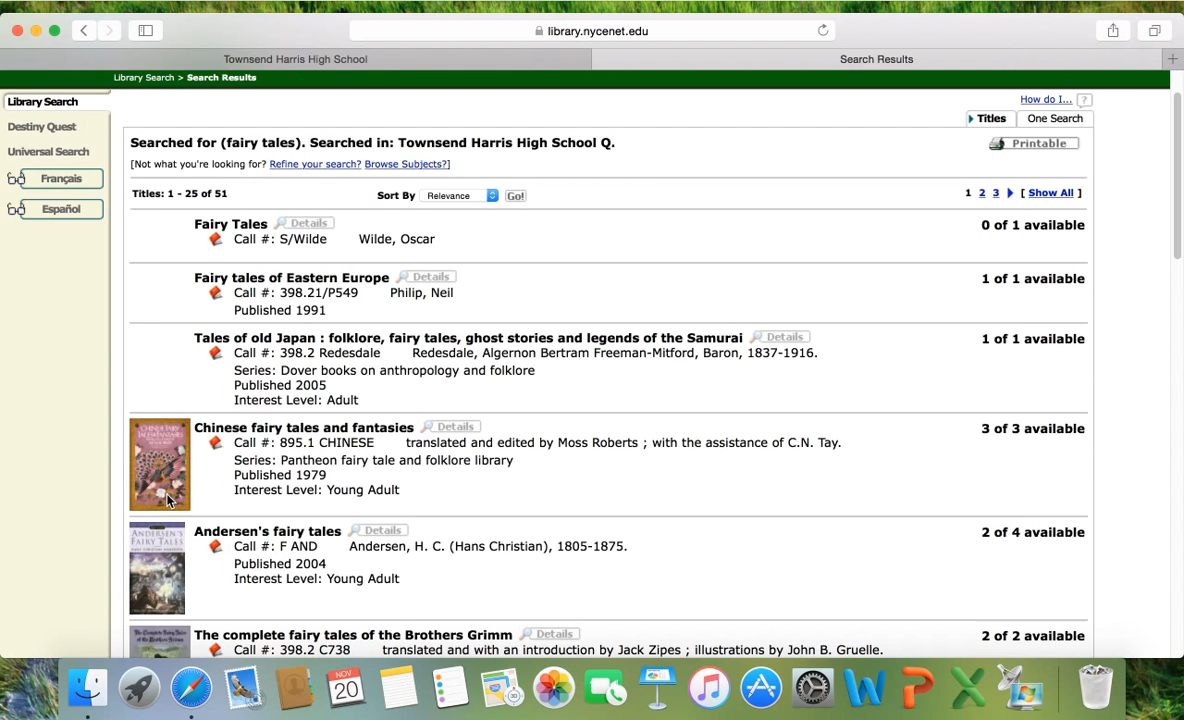 library.nycenet.edu
Townsend Harris High School
Search Results
+
Library Search > Search Results
Library Search
Destiny Quest
Universal Search
Français
Español
How do I... ?
Titles One Search
Searched for (fairy tales). Searched in: Townsend Harris High School Q.
Printable
[Not what you're looking for? Refine your search? Browse Subjects?]
Titles: 1 - 25 of 51
Sort By Relevance Go!
1 2 3 [ Show All ]
Fairy Tales Details
0 of 1 available
Call #: S/Wilde Wilde, Oscar
Fairy tales of Eastern Europe Details
1 of 1 available
Call #: 398.21/P549 Philip, Neil
Published 1991
Tales of old Japan : folklore, fairy tales, ghost stories and legends of the Samurai Details
1 of 1 available
Call #: 398.2 Redesdale Redesdale, Algernon Bertram Freeman-Mitford, Baron, 1837-1916.
Series: Dover books on anthropology and folklore
Published 2005
Interest Level: Adult
Chinese fairy tales and fantasies Details
3 of 3 available
Call #: 895.1 CHINESE translated and edited by Moss Roberts ; with the assistance of C.N. Tay.
Series: Pantheon fairy tale and folklore library
Published 1979
Interest Level: Young Adult
ANDERSEN'S
FAIRY TALES
Andersen's fairy tales Details
2 of 4 available
Call #: F AND Andersen, H. C. (Hans Christian), 1805-1875.
Published 2004
Interest Level: Young Adult
The complete fairy tales of the Brothers Grimm Details
2 of 2 available
Call #: 398.2 C738 translated and with an introduction by Jack Zipes ; illustrations by John B. Gruelle.
NOV
20